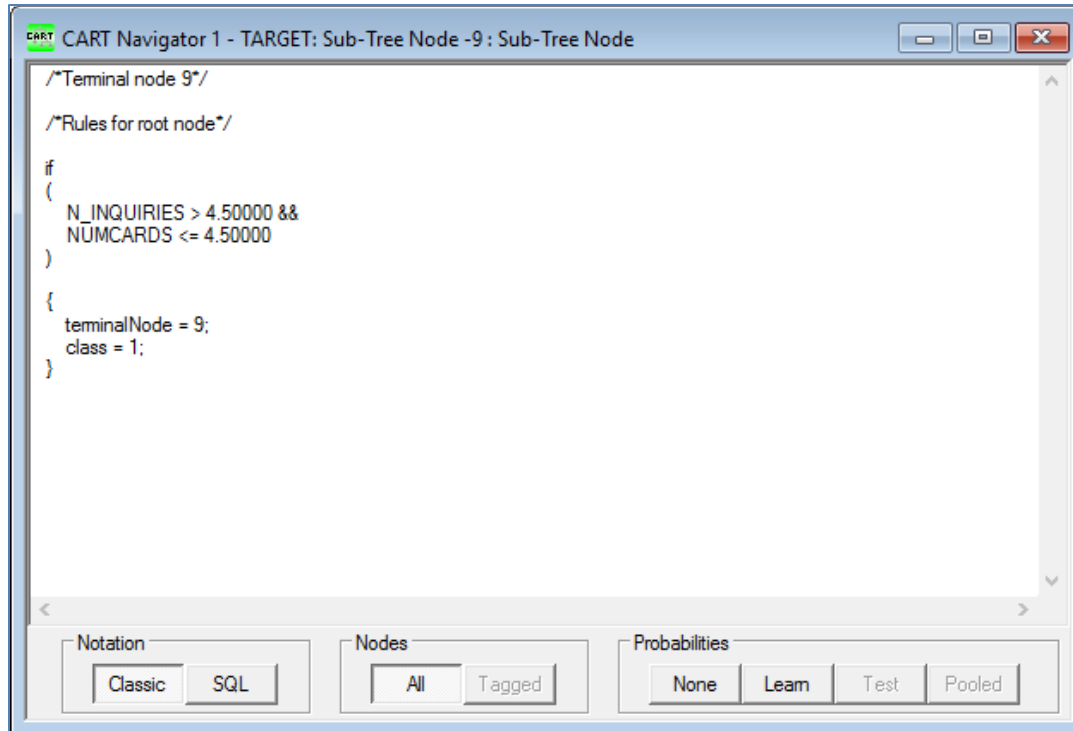 CART CART Navigator 1 - TARGET: Sub-Tree Node -9 : Sub-Tree Node
/*Terminal node 9*/
/*Rules for root node*/
if
(
N_INQUIRIES > 4.50000 &&
NUMCARDS <= 4.50000
)
{
terminalNode = 9;
class = 1;
}
Notation
Nodes
Probabilities
Classic SQL
All Tagged
None Learn Test Pooled